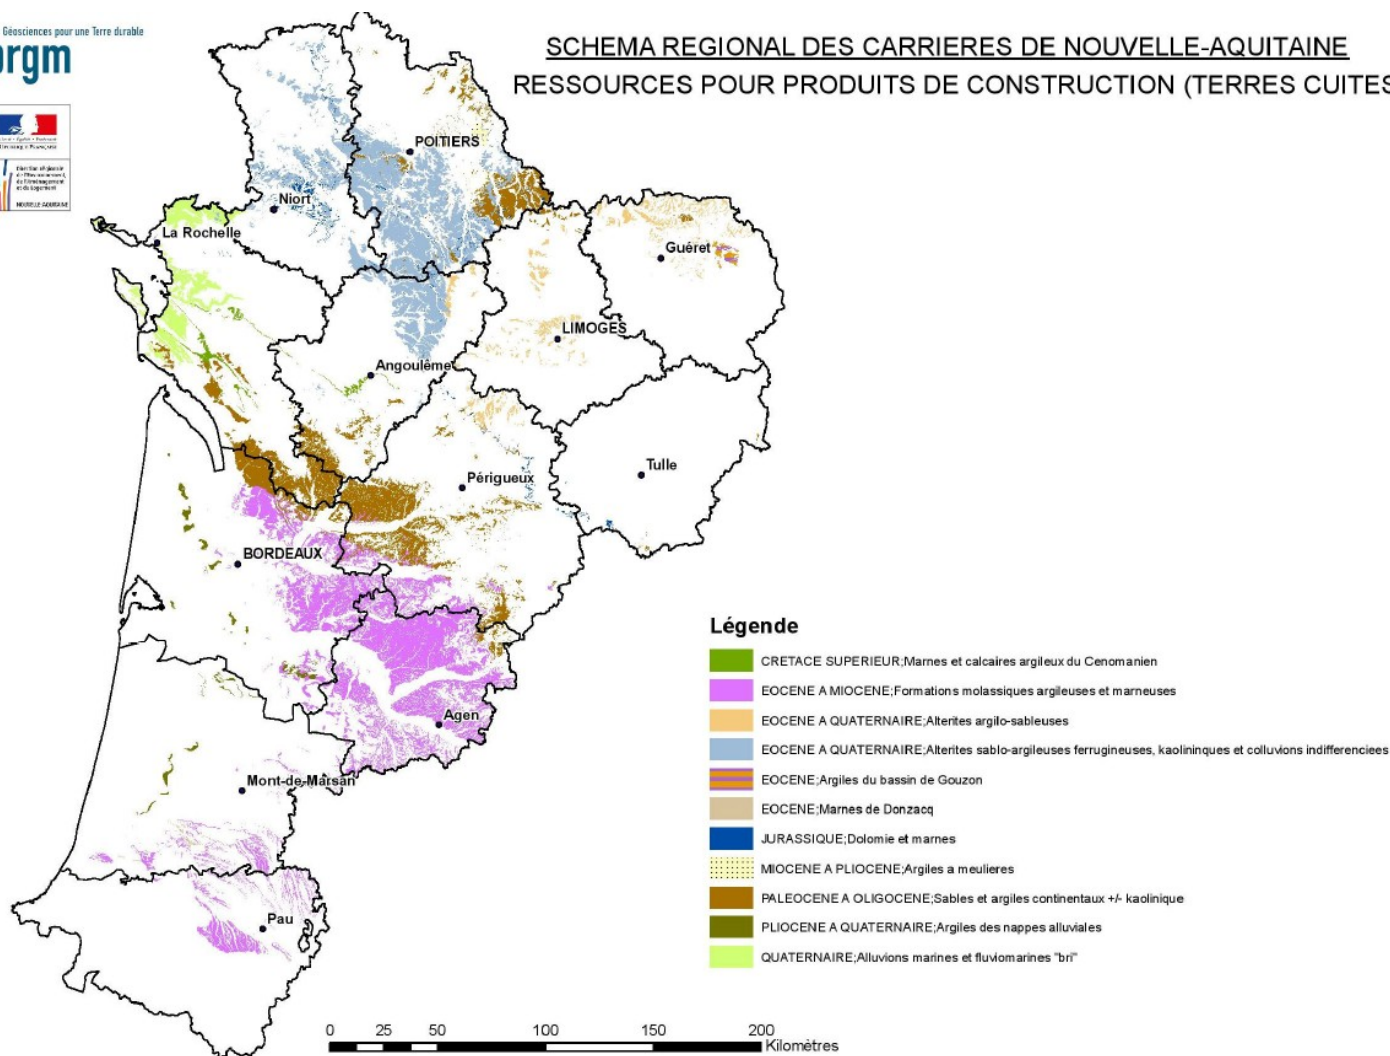 Géosciences pour une Terre durable
brgm
SCHEMA REGIONAL DES CARRIERES DE NOUVELLE-AQUITAINE
RESSOURCES POUR PRODUITS DE CONSTRUCTION (TERRES CUITES
NOUVELLE-AQUITAINE
POITIERS
Niort
La Rochelle
Guéret
LIMOGES
Angoulême
Tulle
Périgueux
BORDEAUX
Agen
Mont-de-Marsan
Pau
Légende
CRETACE SUPERIEUR;Marnes et calcaires argileux du Cenomanien
EOCENE A MIOCENE;Formations molassiques argileuses et marneuses
EOCENE A QUATERNAIRE;Alterites argilo-sableuses
EOCENE A QUATERNAIRE;Alterites sablo-argileuses ferrugineuses, kaolininques et colluvions indifferenciees
EOCENE;Argiles du bassin de Gouzon
EOCENE;Marnes de Donzacq
JURASSIQUE;Dolomie et marnes
MIOCENE A PLIOCENE;Argiles a meulieres
PALEOCENE A OLIGOCENE;Sables et argiles continentaux +/- kaolinique
PLIOCENE A QUATERNAIRE;Argiles des nappes alluviales
QUATERNAIRE;Alluvions marines et fluviomarines "bri"
0 25 50 100 150 200
Kilomètres